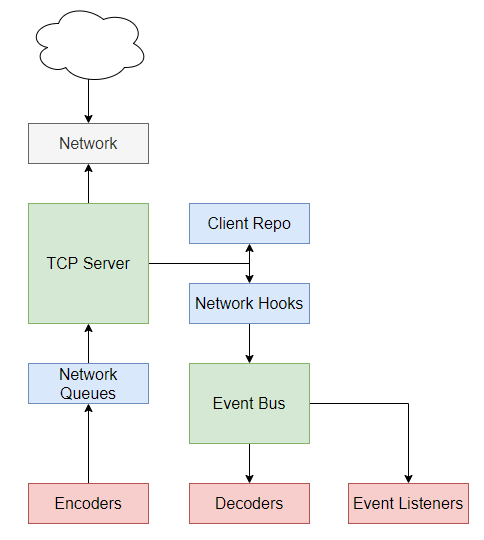 Network
TCP Server
Client Repo
Network Hooks
Network
Queues
Event Bus
Encoders
Decoders
Event Listeners